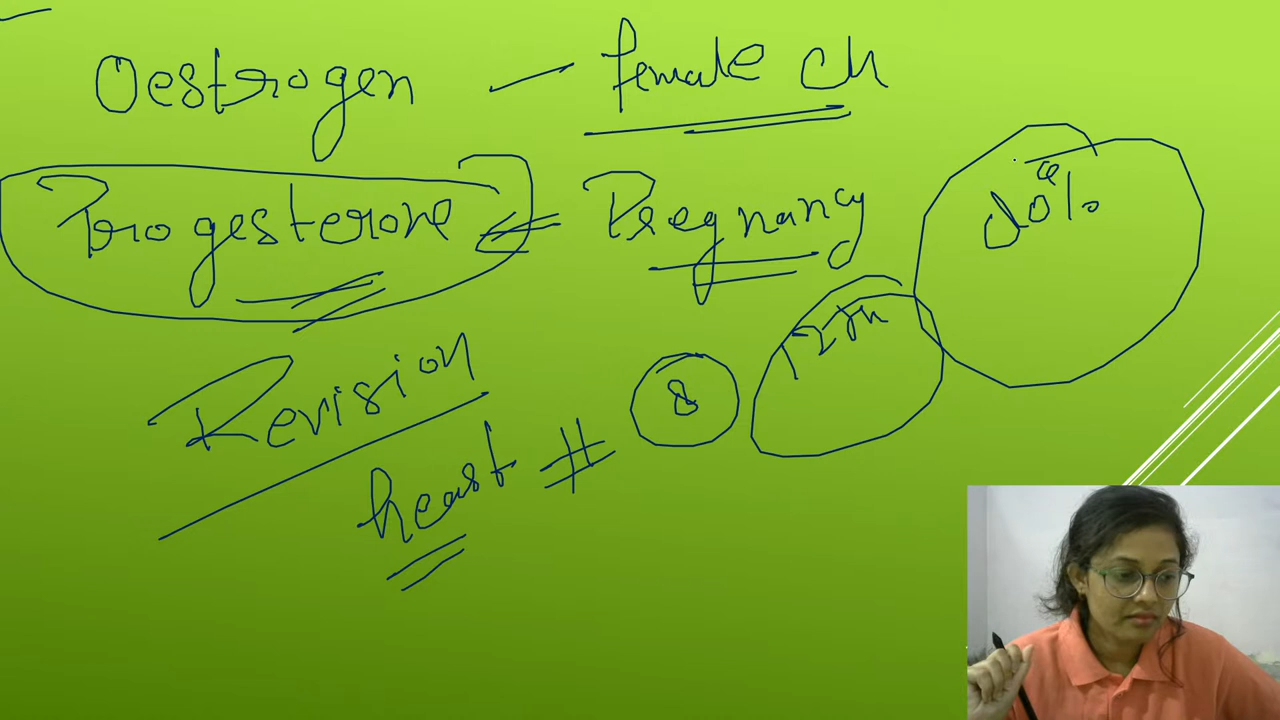 Oestrogen — female Ch
Progesterone = Pregnancy
Revision
heart #
8